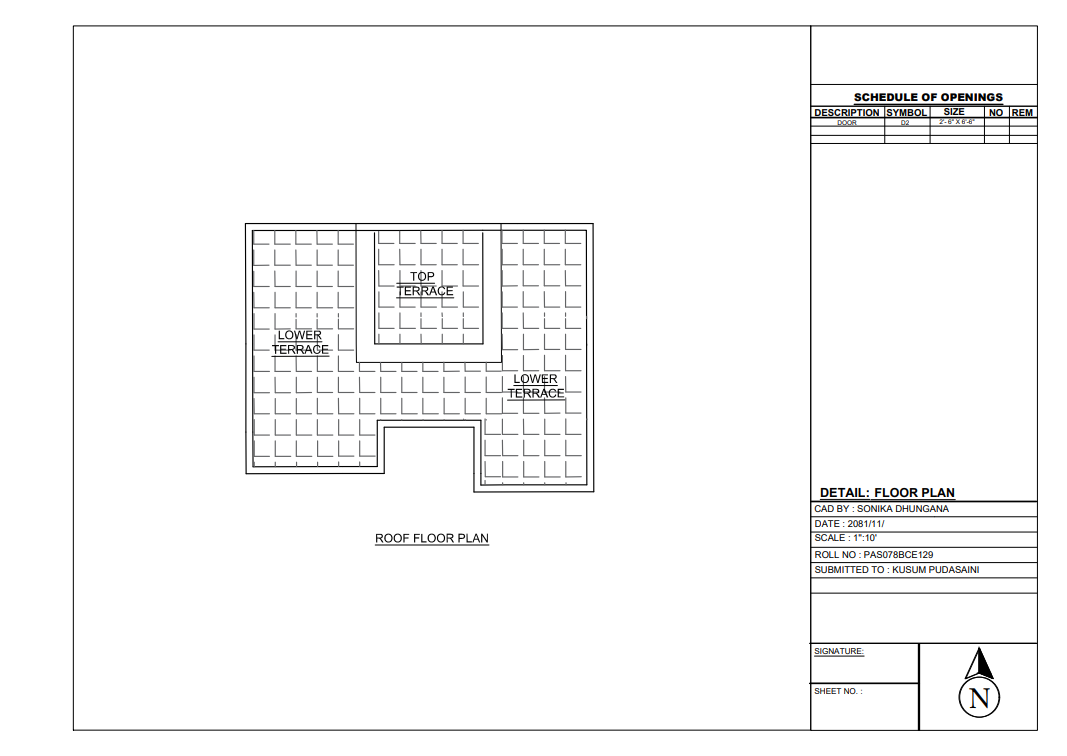 SCHEDULE OF OPENINGS
DESCRIPTION SYMBOL SIZE NO REM
DOOR D2 2'- 6" X 6'-6"
TOP
TERRACE
LOWER
TERRACE
LOWER
TERRACE
ROOF FLOOR PLAN
DETAIL: FLOOR PLAN
CAD BY : SONIKA DHUNGANA
DATE : 2081/11/
SCALE : 1":10'
ROLL NO : PAS078BCE129
SUBMITTED TO : KUSUM PUDASAINI
SIGNATURE:
SHEET NO. :
N